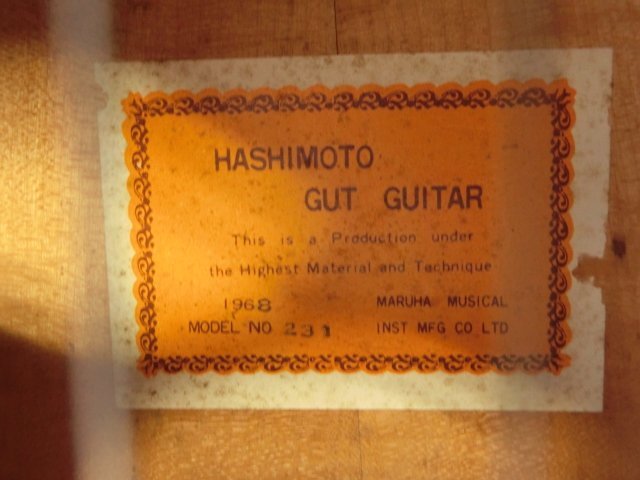 HASHIMOTO
GUT GUITAR
This is a Production under
the Highest Material and Technique
1968 MARUHA MUSICAL
MODEL NO 231 INST MFG CO LTD